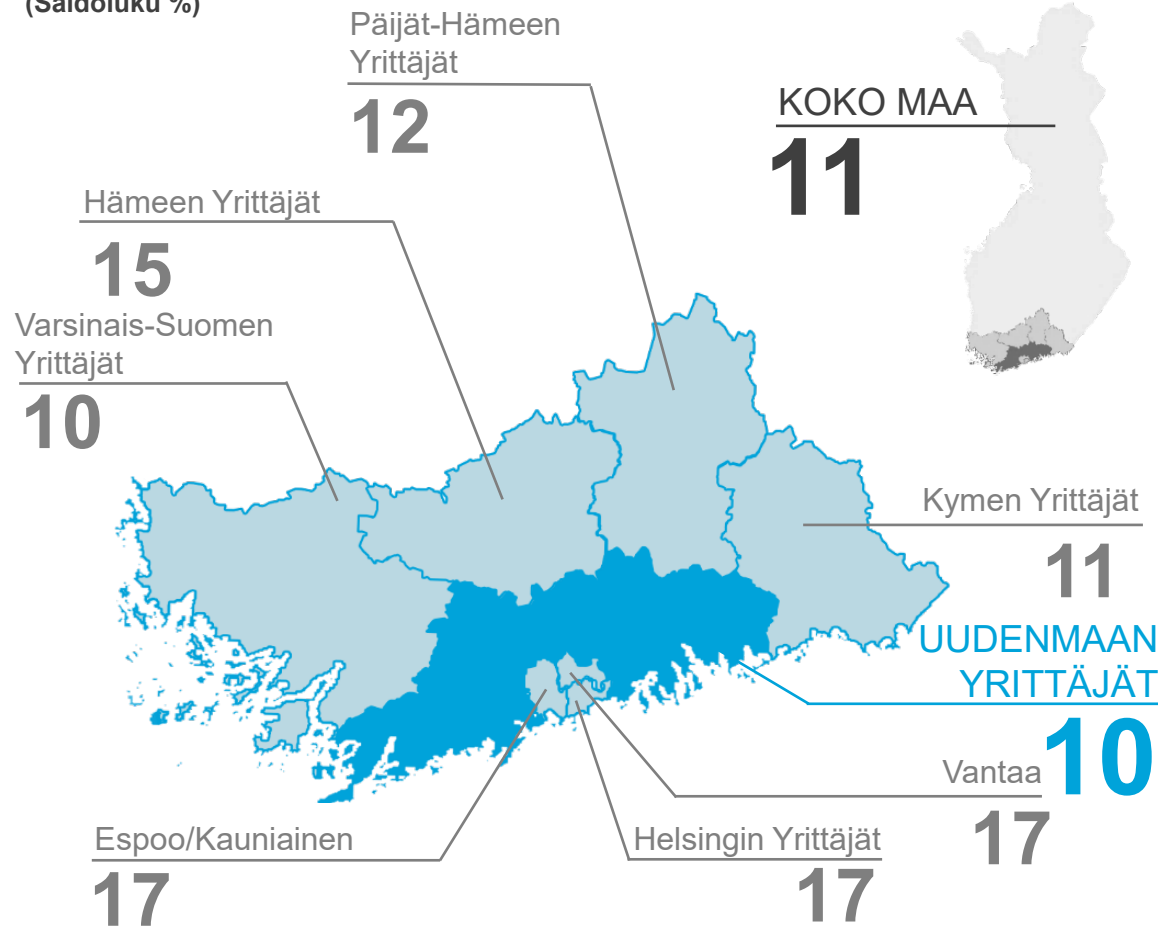 (Saldoluku %)
Päijät-Hämeen
Yrittäjät
12
KOKO MAA
11
Hämeen Yrittäjät
15
Varsinais-Suomen
Yrittäjät
10
Kymen Yrittäjät
11
UUDENMAAN
YRITTÄJÄT
10
Vantaa
17
Espoo/Kauniainen
17
Helsingin Yrittäjät
17